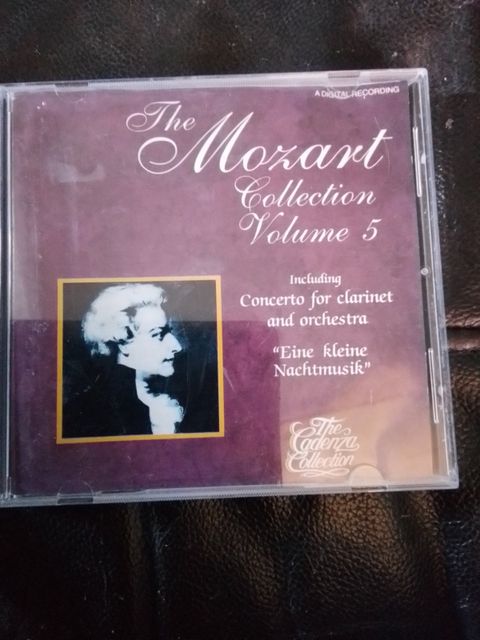 A DIGITAL RECORDING
The
Mozart
Collection
Volume 5
Including
Concerto for clarinet
and orchestra
"Eine kleine
Nachtmusik"
The
Cadenza
Collection